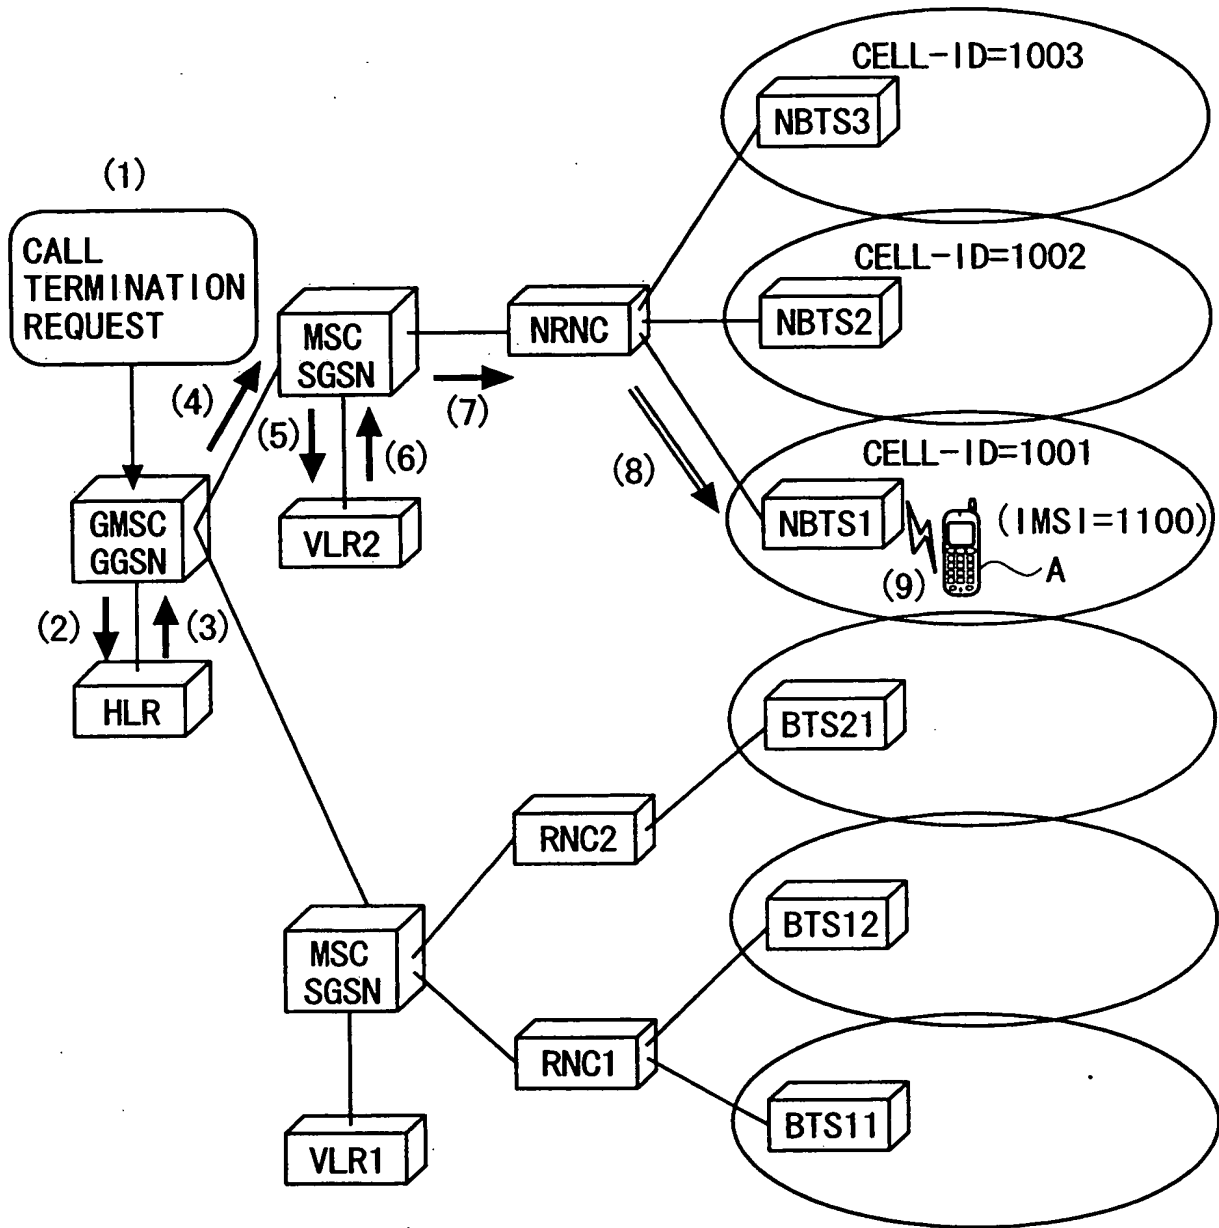 CELL-ID=1003
NBTS3
(1)
CALL
TERMINATION
REQUEST
CELL-ID=1002
NBTS2
MSC
SGSN
NRNC
(4)
(5)
(6)
(7)
(8)
CELL-ID=1001
NBTS1
(IMSI=1100)
(9)
A
GMSC
GGSN
VLR2
(2)
(3)
HLR
BTS21
RNC2
BTS12
MSC
SGSN
RNC1
BTS11
VLR1